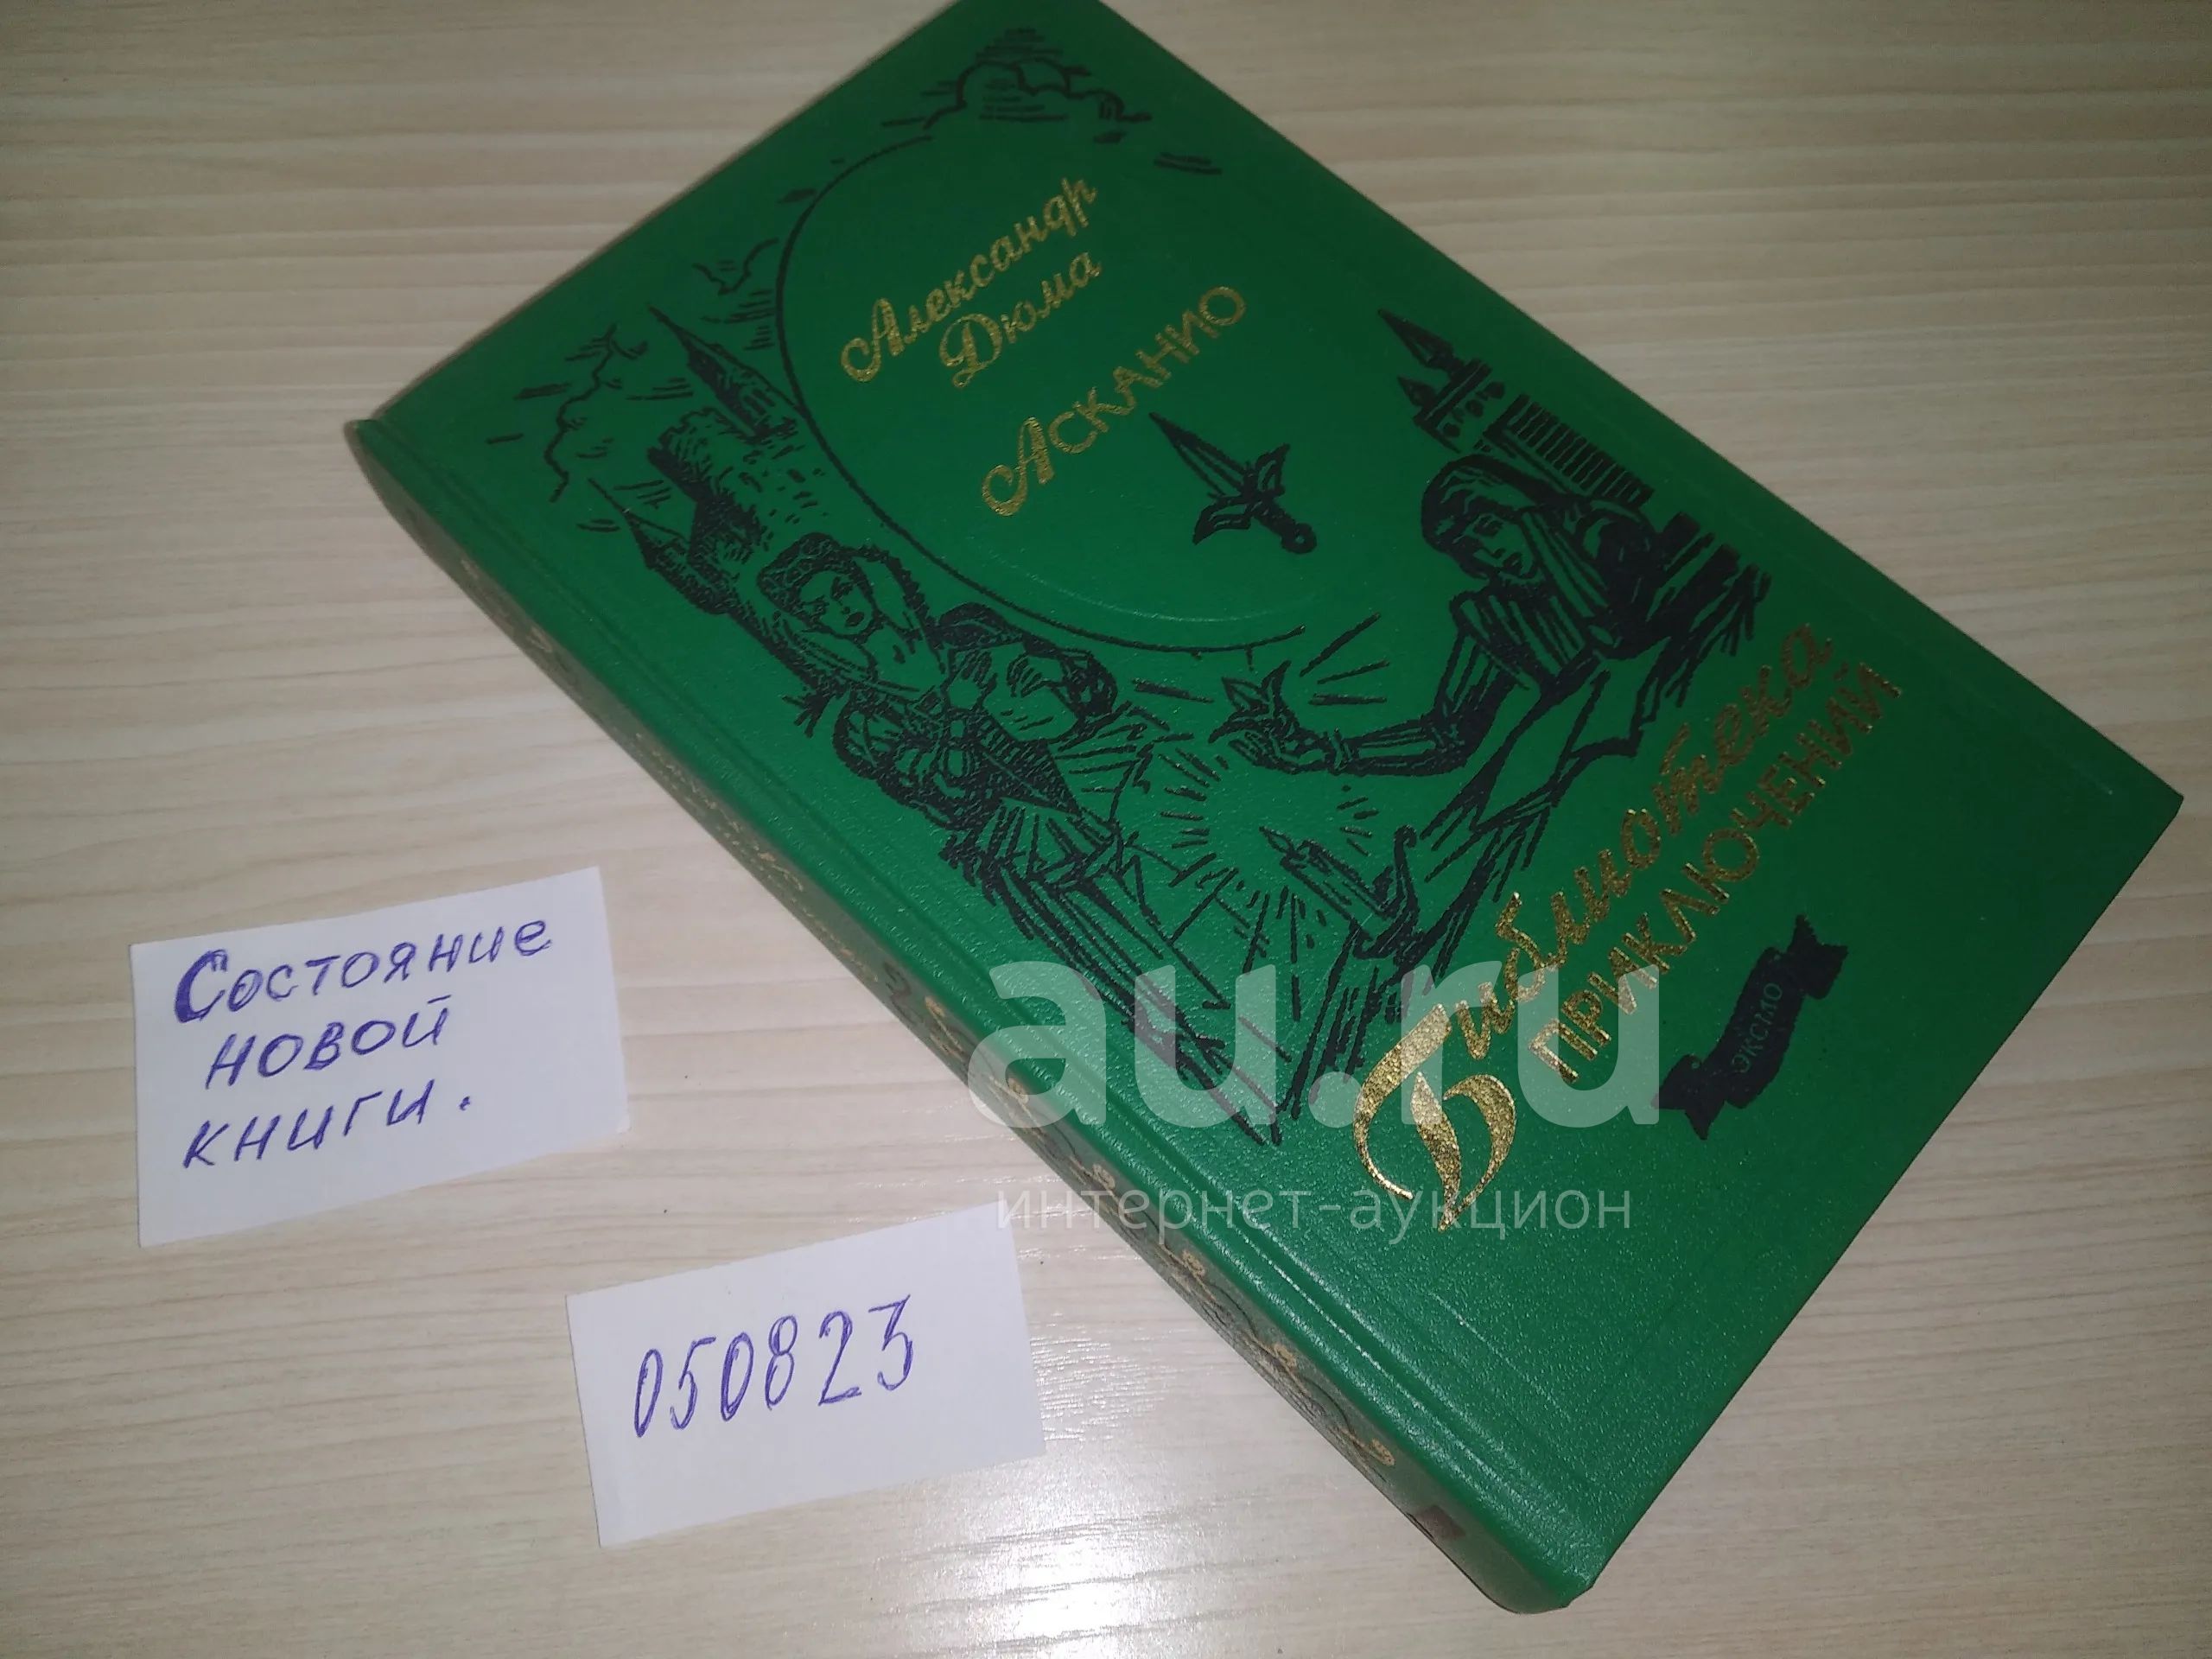 Александр
Дюма
Асканио
Библиотека
ПРИКЛЮЧЕНИЙ
ЭКСМО
Состояние
новой
книги.
050823
au.ru
интернет-аукцион